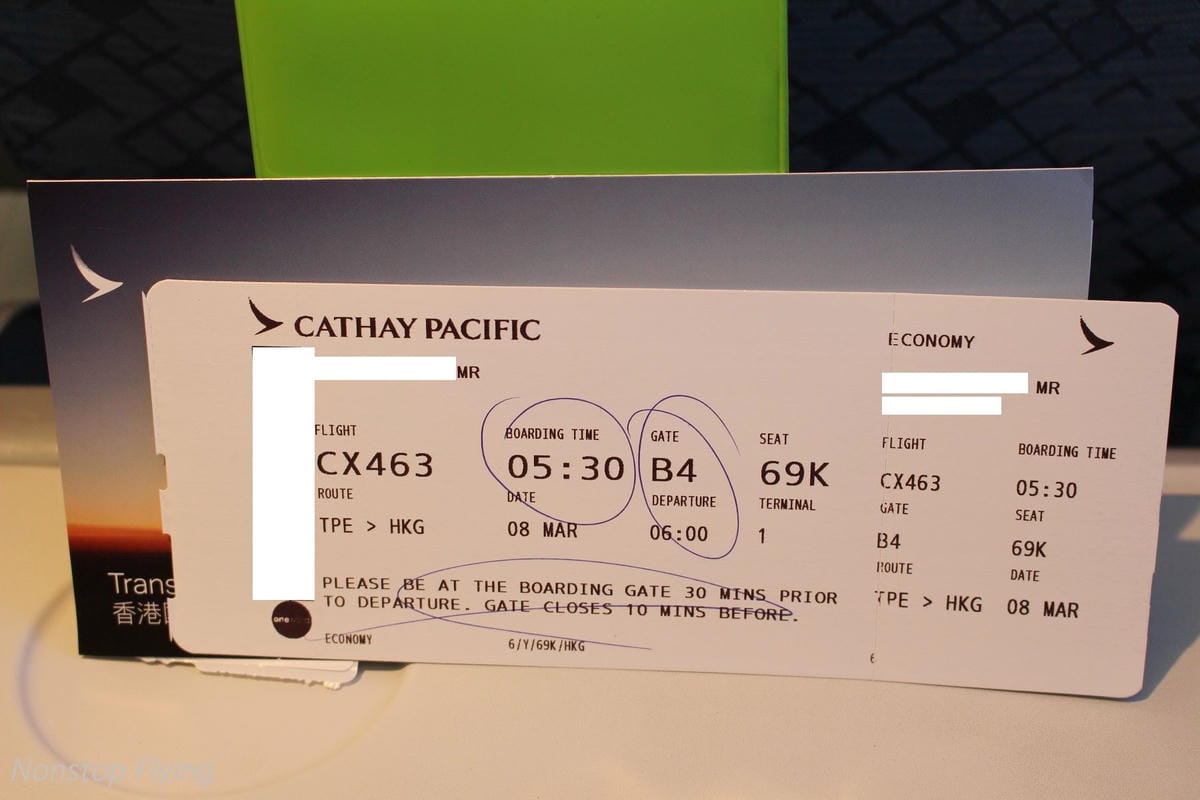 CATHAY PACIFIC
MR
FLIGHT BOARDING TIME GATE SEAT
CX463 05:30 B4 69K
ROUTE DATE DEPARTURE TERMINAL
TPE > HKG 08 MAR 06:00 1
PLEASE BE AT THE BOARDING GATE 30 MINS PRIOR
TO DEPARTURE. GATE CLOSES 10 MINS BEFORE.
oneworld
ECONOMY 6/Y/69K/HKG
ECONOMY
MR
FLIGHT BOARDING TIME
CX463 05:30
GATE SEAT
B4 69K
ROUTE DATE
TPE > HKG 08 MAR
6
Trans
香港
Nonstop Flying